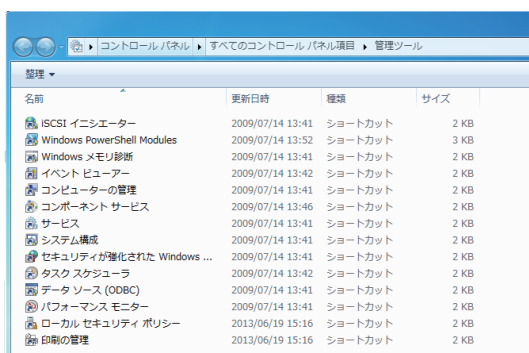 コントロール パネル ▸ すべてのコントロール パネル項目 ▸ 管理ツール
整理 ▼
名前 更新日時 種類 サイズ
iSCSI イニシエーター 2009/07/14 13:41 ショートカット 2 KB
Windows PowerShell Modules 2009/07/14 13:52 ショートカット 3 KB
Windows メモリ診断 2009/07/14 13:41 ショートカット 2 KB
イベント ビューアー 2009/07/14 13:42 ショートカット 2 KB
コンピューターの管理 2009/07/14 13:41 ショートカット 2 KB
コンポーネント サービス 2009/07/14 13:46 ショートカット 2 KB
サービス 2009/07/14 13:41 ショートカット 2 KB
システム構成 2009/07/14 13:41 ショートカット 2 KB
セキュリティが強化された Windows ... 2009/07/14 13:41 ショートカット 2 KB
タスク スケジューラ 2009/07/14 13:42 ショートカット 2 KB
データ ソース (ODBC) 2009/07/14 13:41 ショートカット 2 KB
パフォーマンス モニター 2009/07/14 13:41 ショートカット 2 KB
ローカル セキュリティ ポリシー 2013/06/19 15:16 ショートカット 2 KB
印刷の管理 2013/06/19 15:16 ショートカット 2 KB